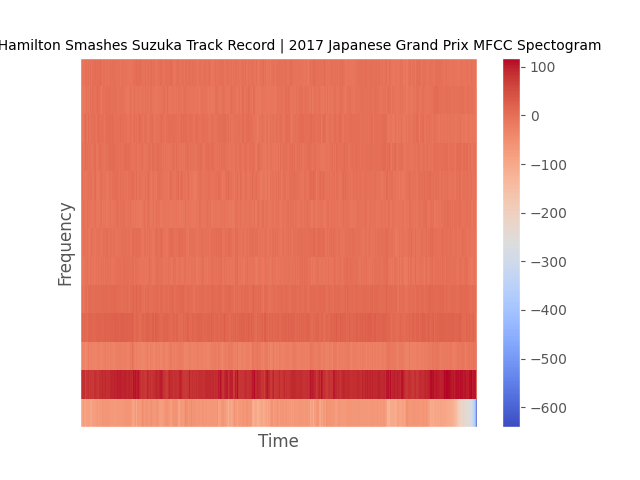 Hamilton Smashes Suzuka Track Record | 2017 Japanese Grand Prix MFCC Spectogram
Frequency
Time
100
0
−100
−200
−300
−400
−500
−600